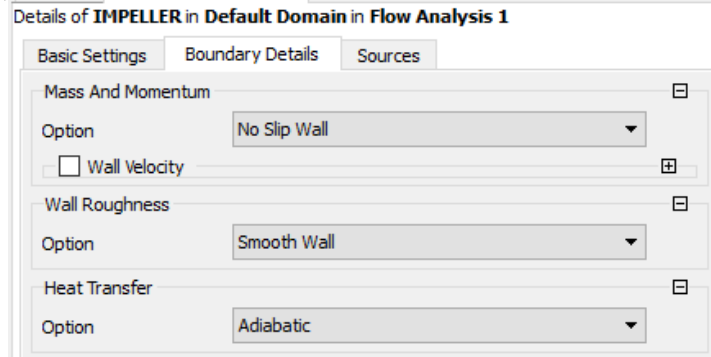 Details of IMPELLER in Default Domain in Flow Analysis 1
Basic Settings Boundary Details Sources
Mass And Momentum
Option No Slip Wall
Wall Velocity
Wall Roughness
Option Smooth Wall
Heat Transfer
Option Adiabatic